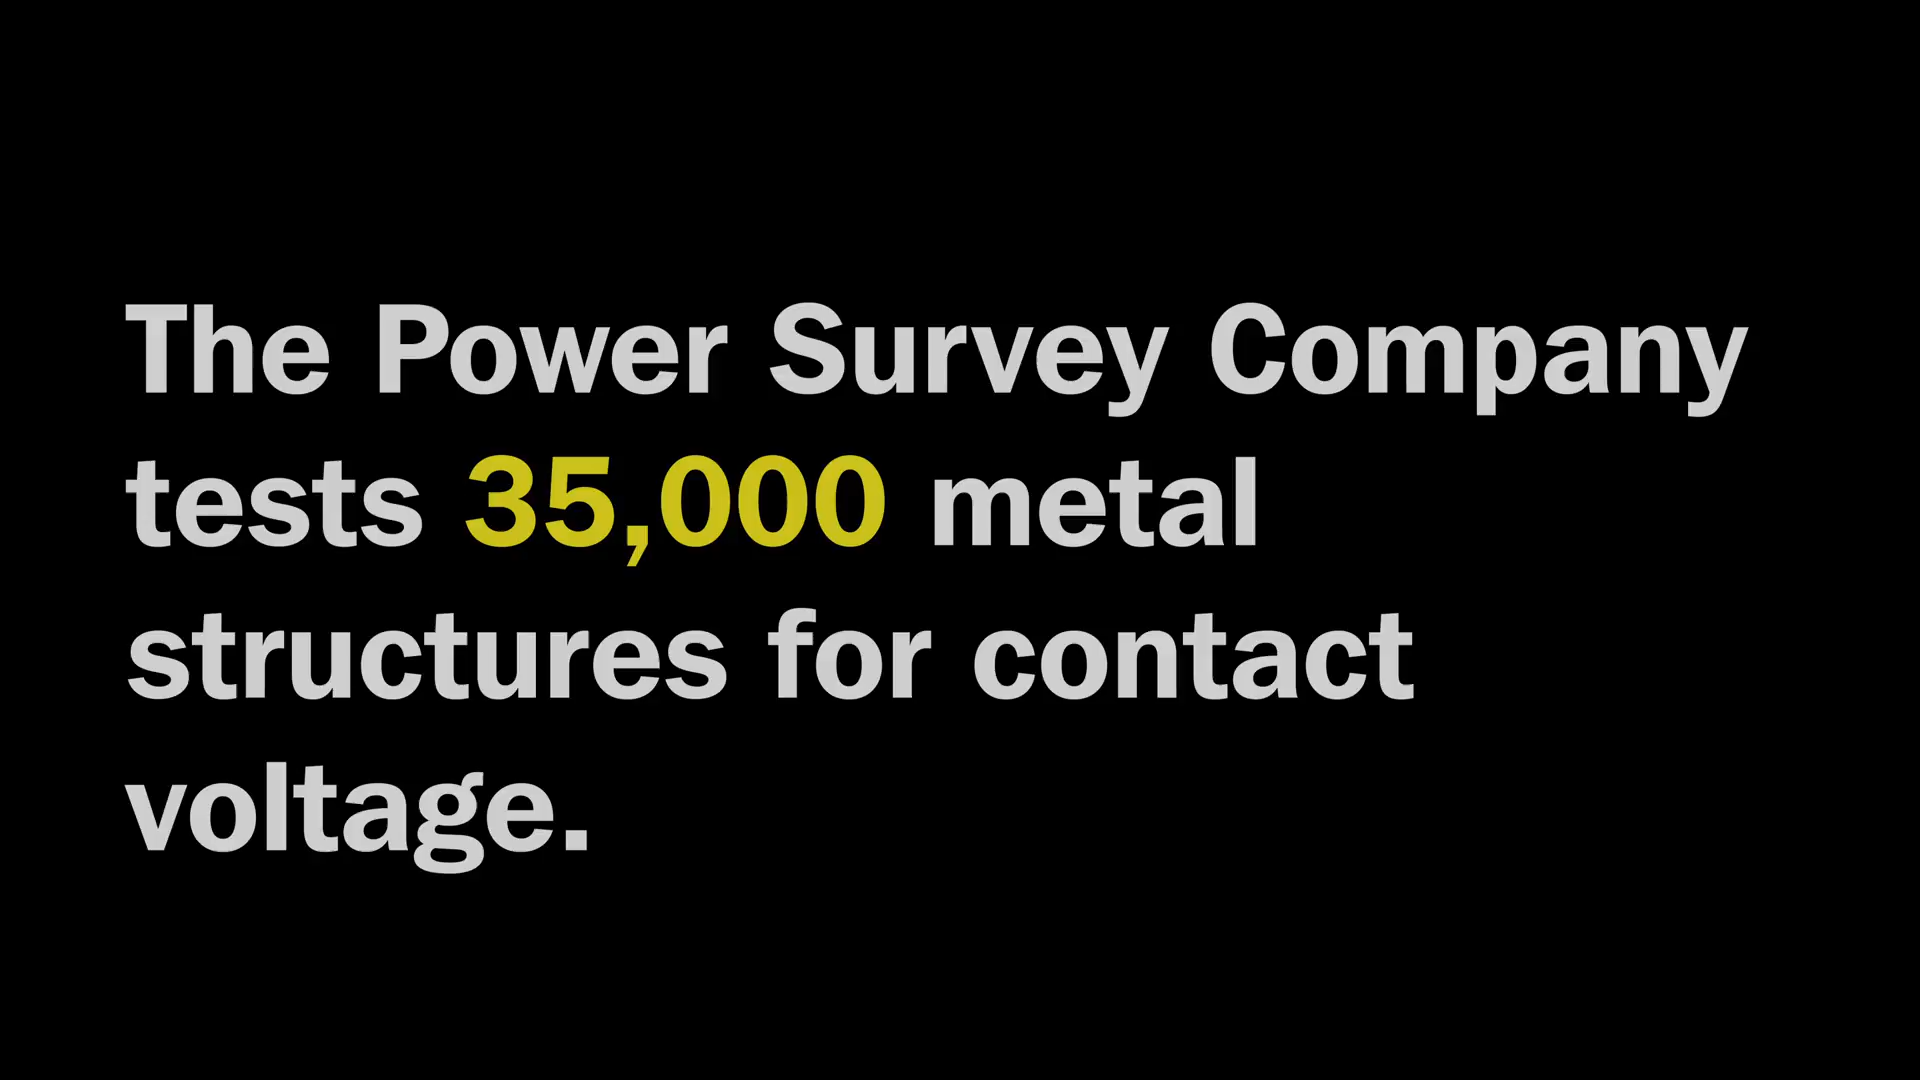 The Power Survey Company
tests 35,000 metal
structures for contact
voltage.